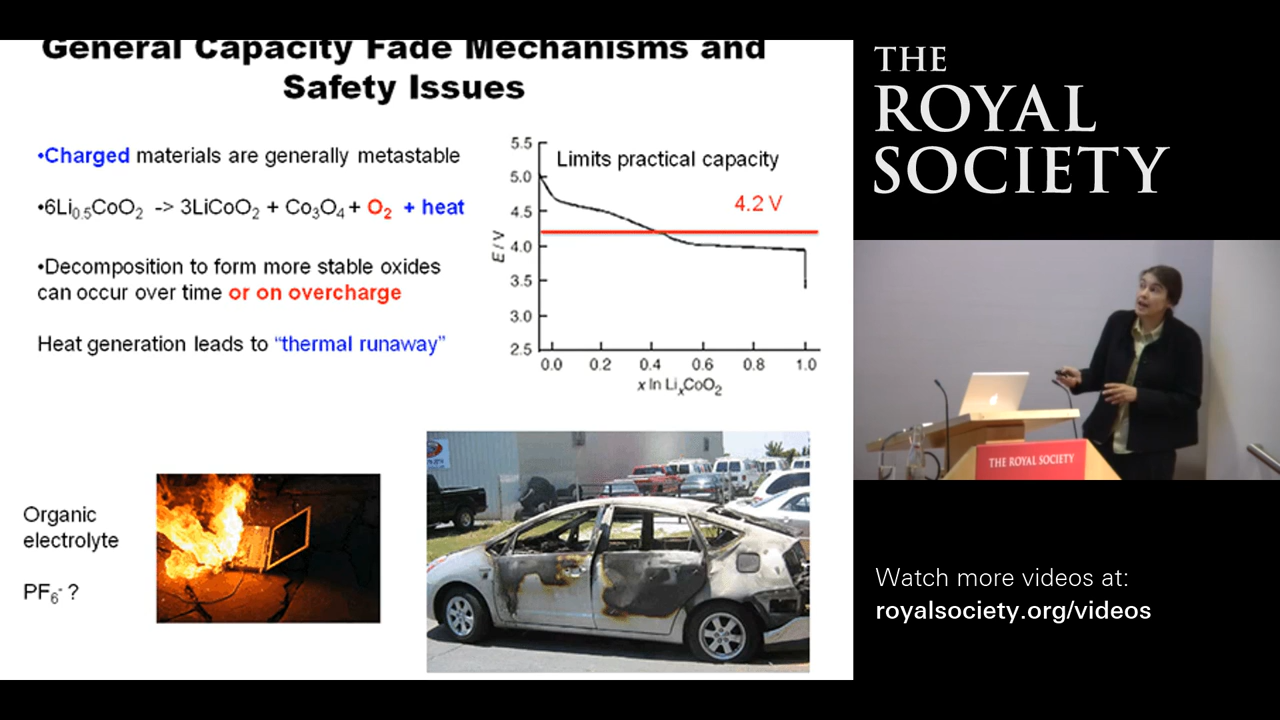 General Capacity Fade Mechanisms and
Safety Issues
•Charged materials are generally metastable
•6Li0.5CoO2 -> 3LiCoO2 + Co3O4 + O2 + heat
•Decomposition to form more stable oxides
can occur over time or on overcharge
Heat generation leads to “thermal runaway”
Limits practical capacity
4.2 V
E / V
5.5
5.0
4.5
4.0
3.5
3.0
2.5
0.0 0.2 0.4 0.6 0.8 1.0
x In LixCoO2
Organic
electrolyte
PF6- ?
THE
ROYAL
SOCIETY
THE ROYAL SOCIETY
Watch more videos at:
royalsociety.org/videos